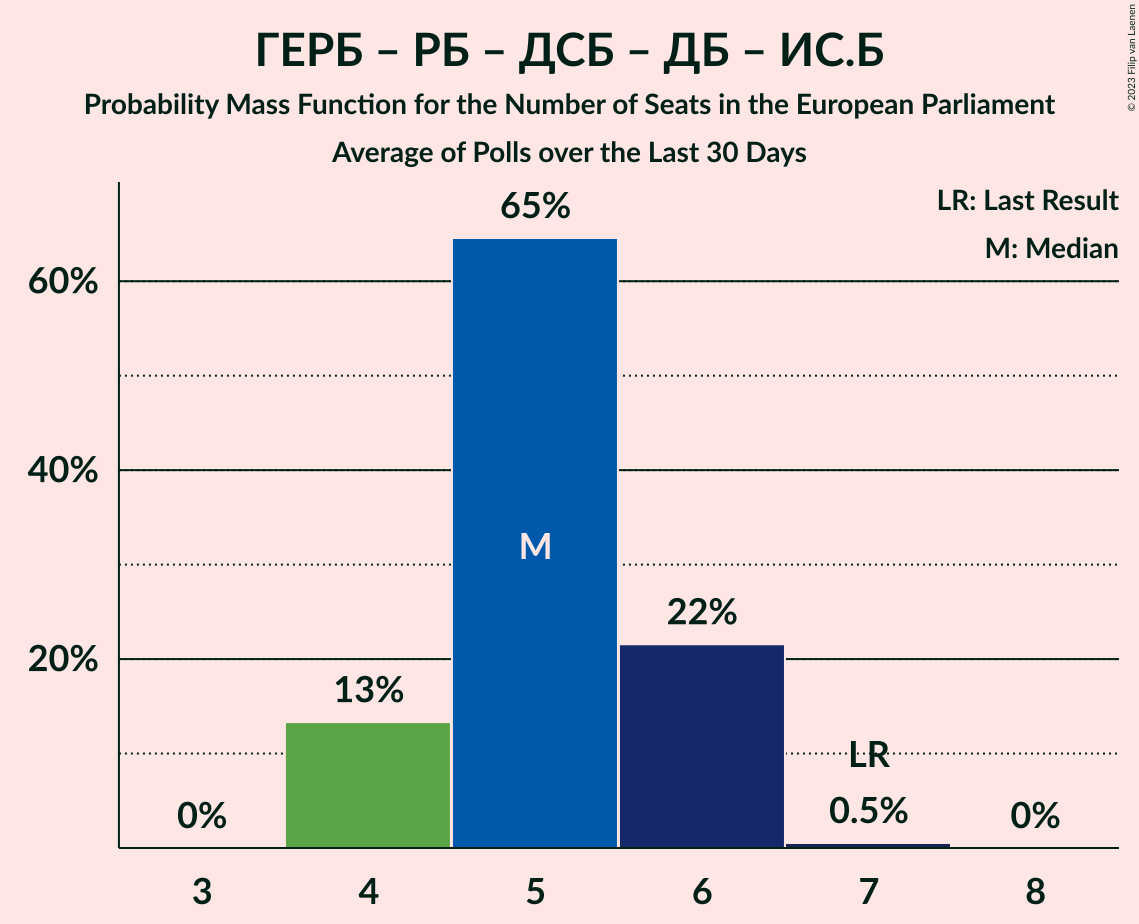 ГЕРБ – РБ – ДСБ – ДБ – ИС.Б
Probability Mass Function for the Number of Seats in the European Parliament
Average of Polls over the Last 30 Days
© 2023 Filip van Laenen
LR: Last Result
M: Median
65%
60%
40%
M
22%
20%
13%
LR
0%
0.5%
0%
3 4 5 6 7 8